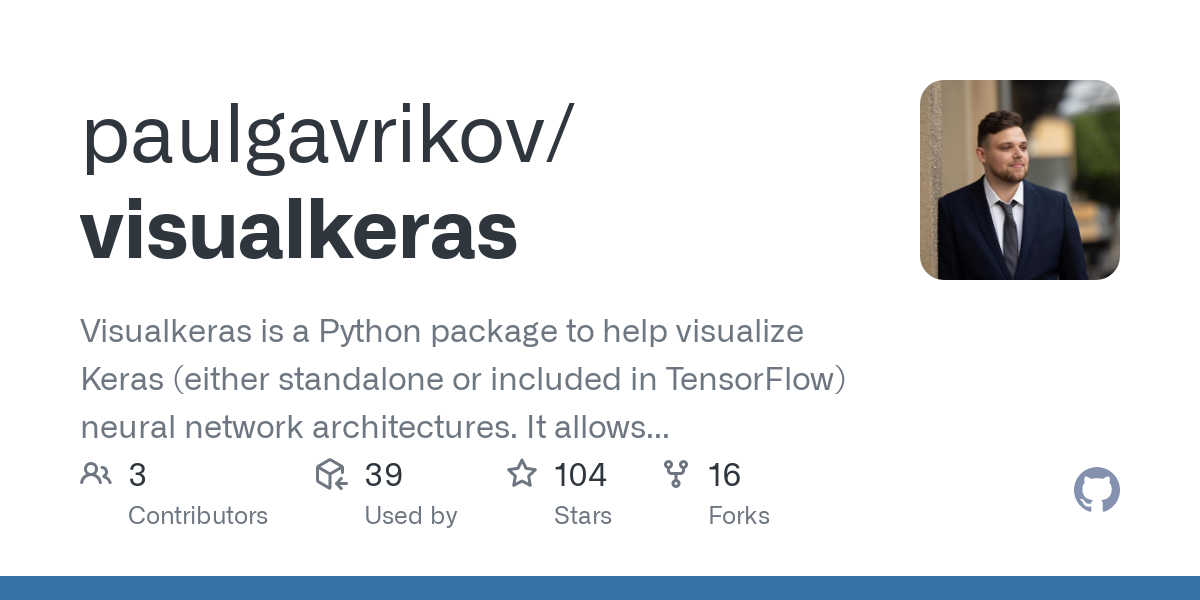 paulgavrikov/
visualkeras
Visualkeras is a Python package to help visualize
Keras (either standalone or included in TensorFlow)
neural network architectures. It allows...
3 39 104 16
Contributors Used by Stars Forks